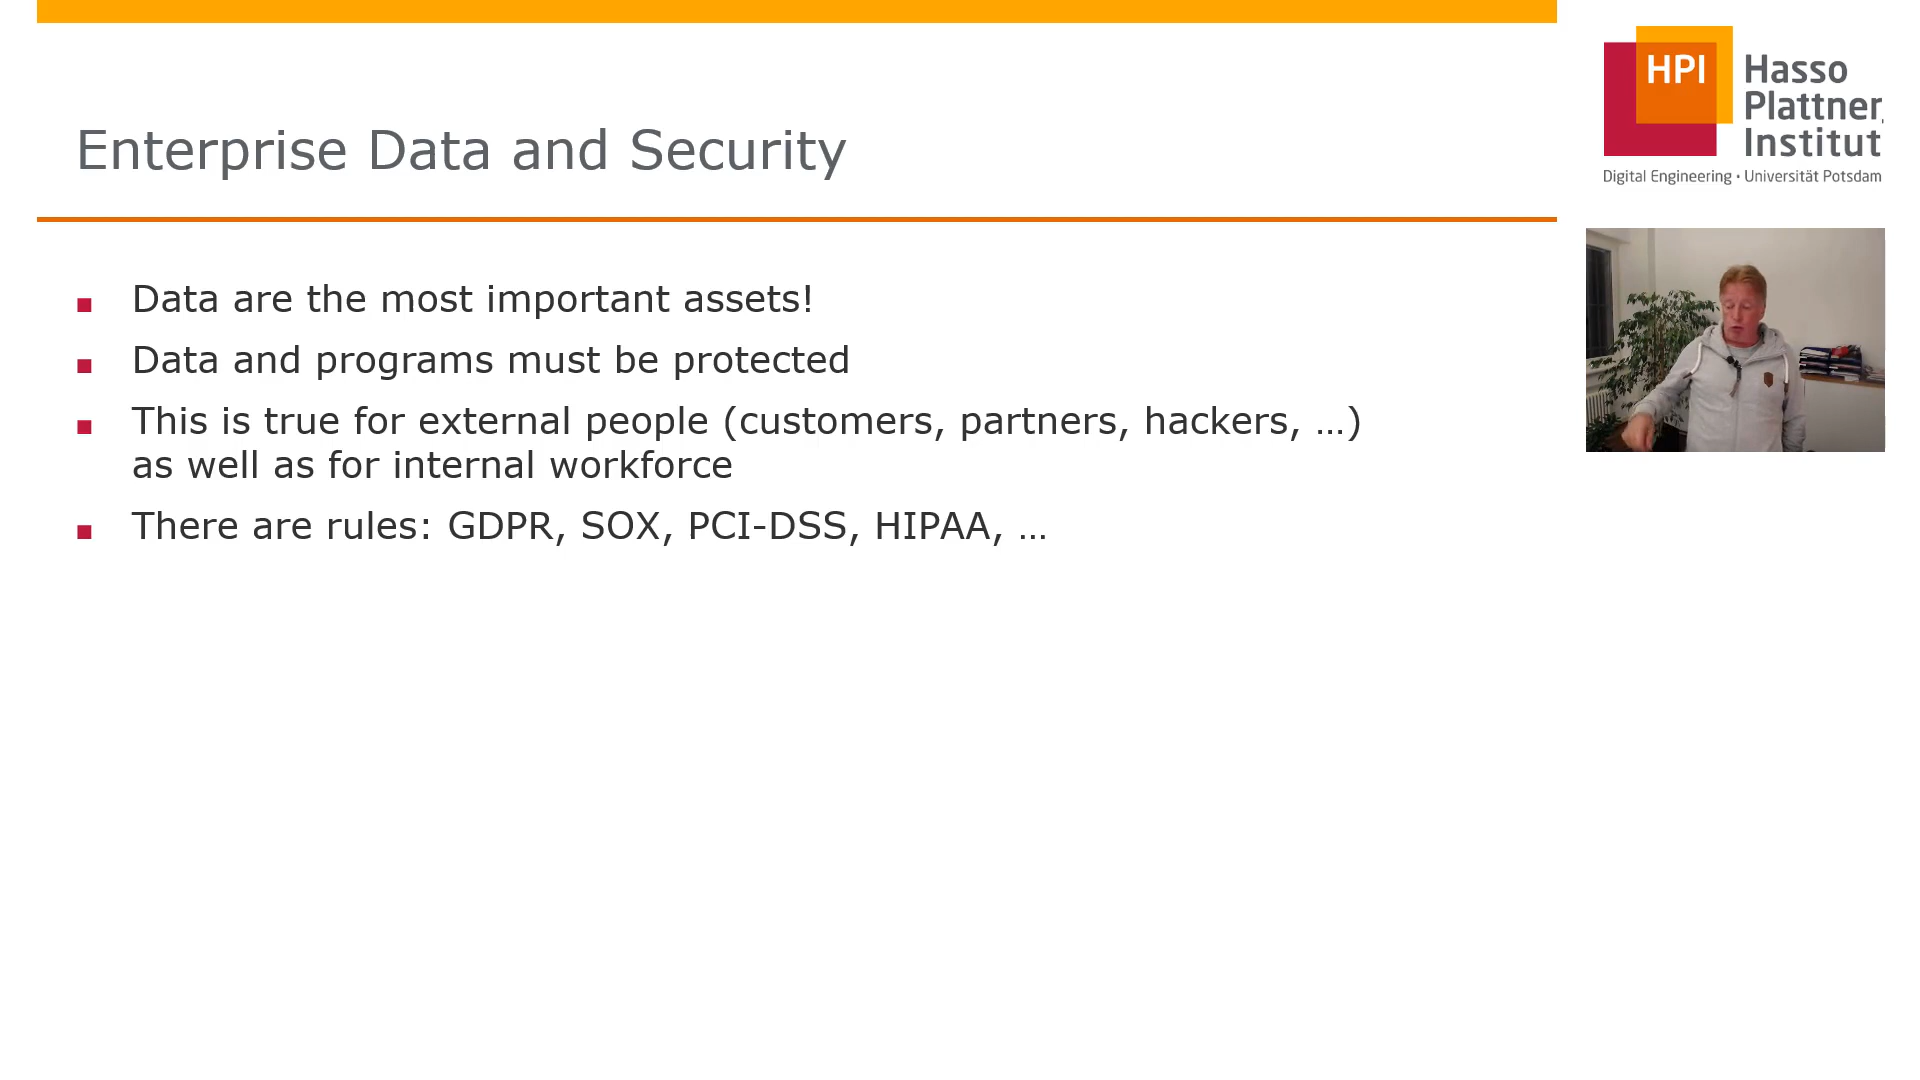 HPI
Hasso
Plattner
Institut
Digital Engineering • Universität Potsdam
Enterprise Data and Security
Data are the most important assets!
Data and programs must be protected
This is true for external people (customers, partners, hackers, …)
as well as for internal workforce
There are rules: GDPR, SOX, PCI-DSS, HIPAA, …